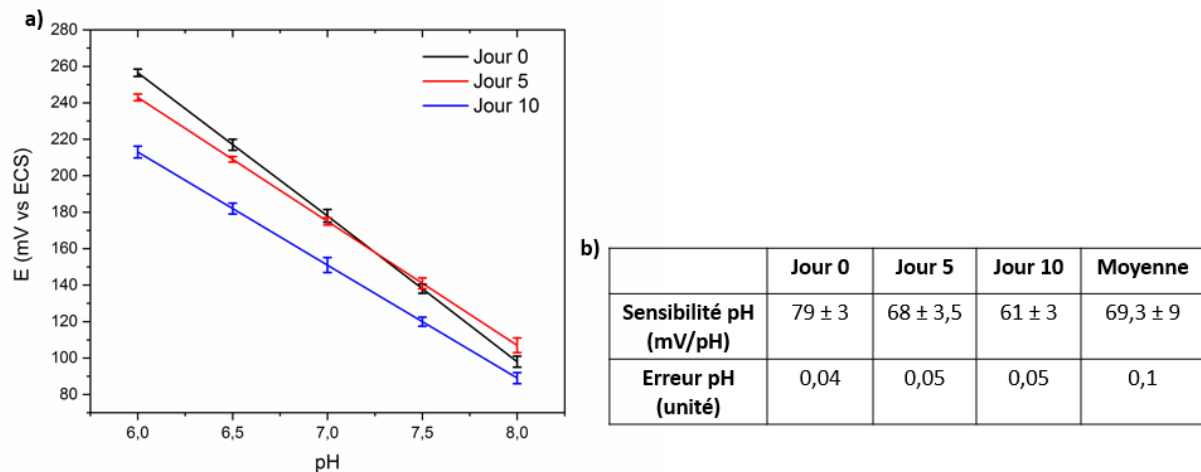 a)
280
260
240
220
200
180
160
140
120
100
80
E (mV vs ECS)
Jour 0
Jour 5
Jour 10
6,0 6,5 7,0 7,5 8,0
pH
b)
Jour 0 Jour 5 Jour 10 Moyenne
Sensibilité pH (mV/pH) 79 ± 3 68 ± 3,5 61 ± 3 69,3 ± 9
Erreur pH (unité) 0,04 0,05 0,05 0,1